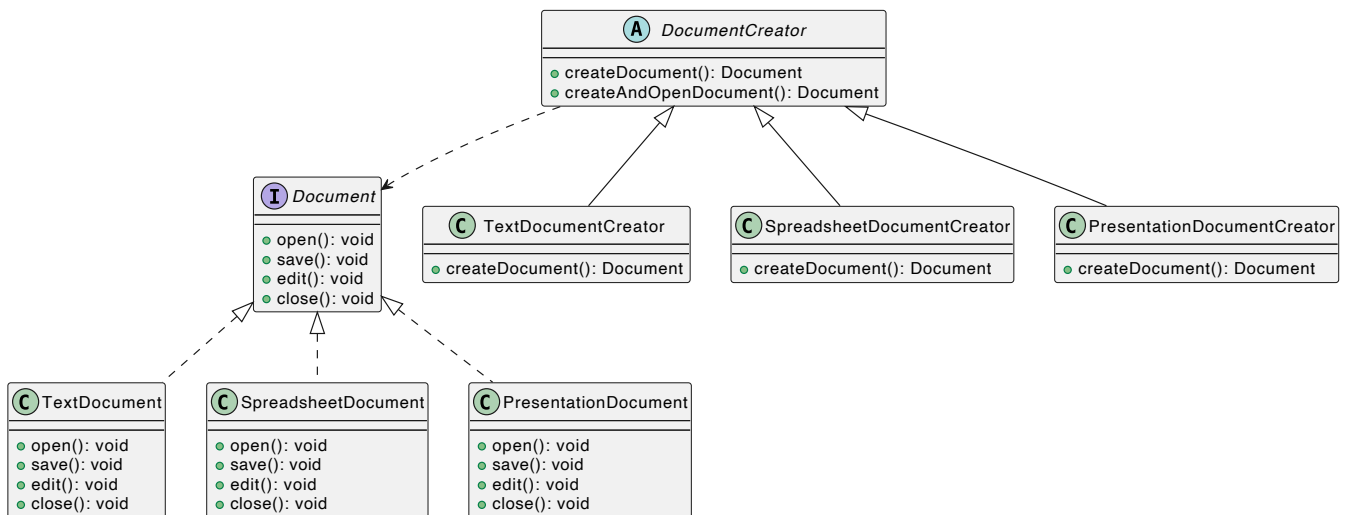 A DocumentCreator
createDocument(): Document
createAndOpenDocument(): Document
I Document
open(): void
save(): void
edit(): void
close(): void
C TextDocumentCreator
createDocument(): Document
C SpreadsheetDocumentCreator
createDocument(): Document
C PresentationDocumentCreator
createDocument(): Document
C TextDocument
open(): void
save(): void
edit(): void
close(): void
C SpreadsheetDocument
open(): void
save(): void
edit(): void
close(): void
C PresentationDocument
open(): void
save(): void
edit(): void
close(): void